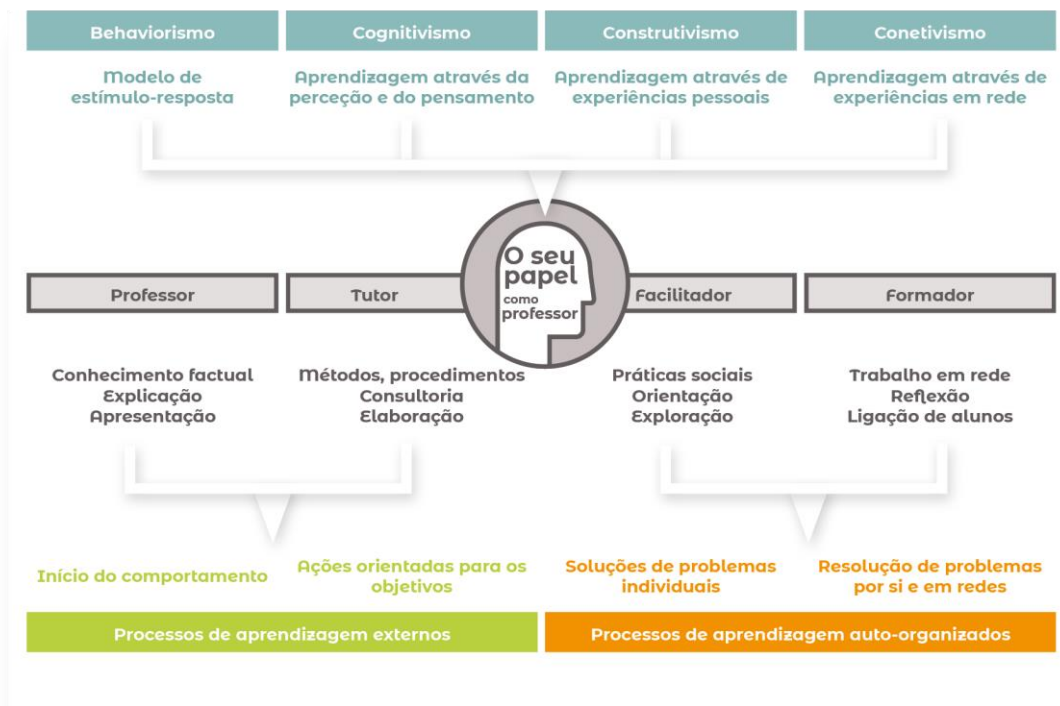 Behaviorismo
Cognitivismo
Construtivismo
Conetivismo
Modelo de
estímulo-resposta
Aprendizagem através da
perceção e do pensamento
Aprendizagem através de
experiências pessoais
Aprendizagem através de
experiências em rede
O seu
papel
como
professor
Professor
Tutor
Facilitador
Formador
Conhecimento factual
Explicação
Apresentação
Métodos, procedimentos
Consultoria
Elaboração
Práticas sociais
Orientação
Exploração
Trabalho em rede
Reflexão
Ligação de alunos
Início do comportamento
Ações orientadas para os
objetivos
Soluções de problemas
individuais
Resolução de problemas
por si e em redes
Processos de aprendizagem externos
Processos de aprendizagem auto-organizados